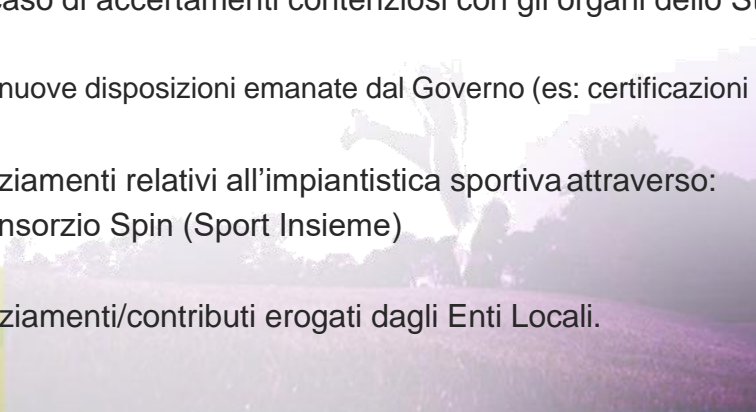 caso di accertamenti contenziosi con gli organi dello
nuove disposizioni emanate dal Governo (es: certificazioni
ziamenti relativi all’impiantistica sportiva attraverso:
nsorzio Spin (Sport Insieme)
ziamenti/contributi erogati dagli Enti Locali.